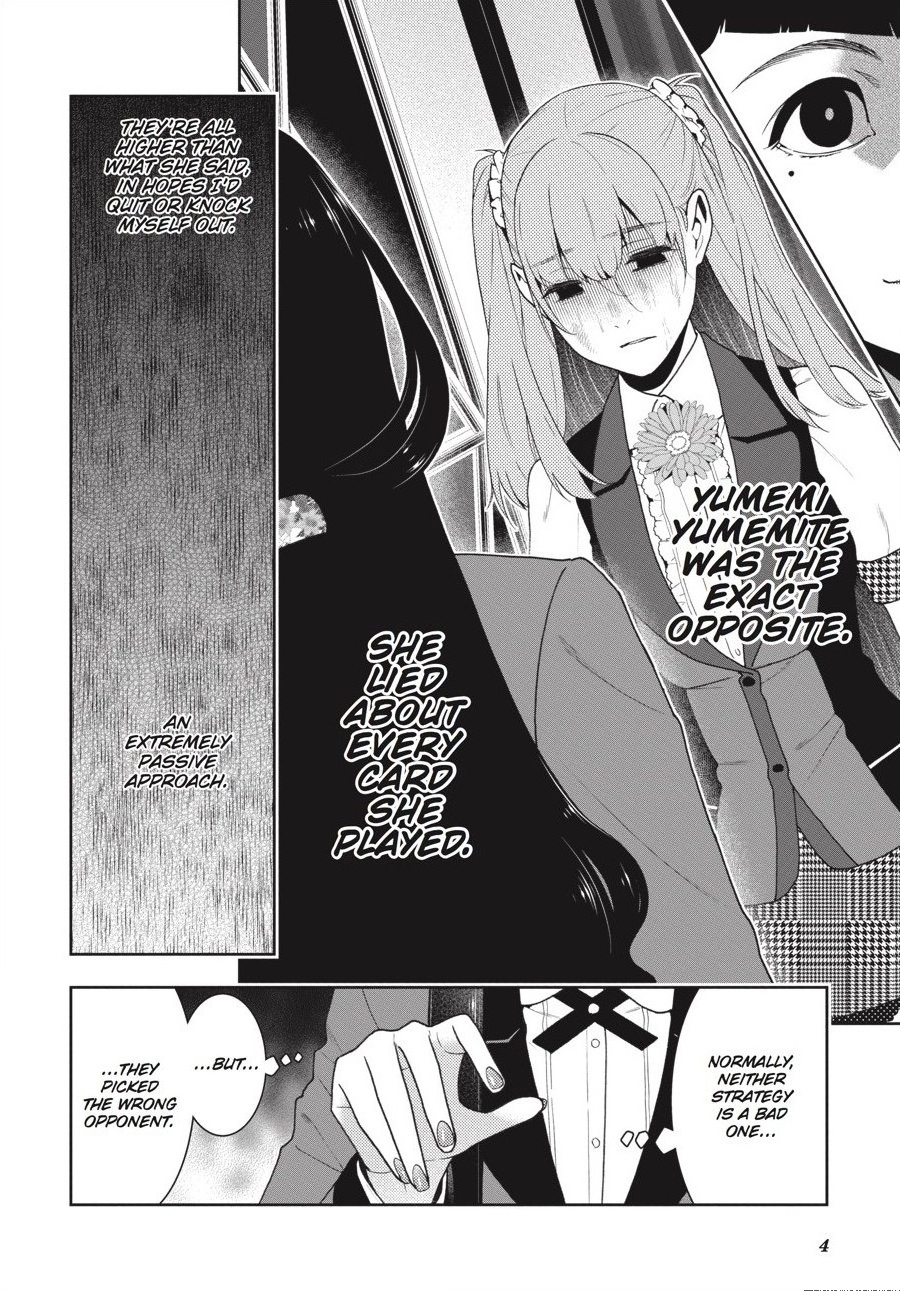 YUMEMI
YUMEMITE
WAS THE
EXACT
OPPOSITE.
SHE
LIED
ABOUT
EVERY
CARD
SHE
PLAYED.
THEY'RE ALL
HIGHER THAN
WHAT SHE SAID,
IN HOPES I'D
QUIT OR KNOCK
MYSELF OUT.
AN
EXTREMELY
PASSIVE
APPROACH.
NORMALLY,
NEITHER
STRATEGY
IS A BAD
ONE...
...BUT...
...THEY
PICKED
THE WRONG
OPPONENT.
4